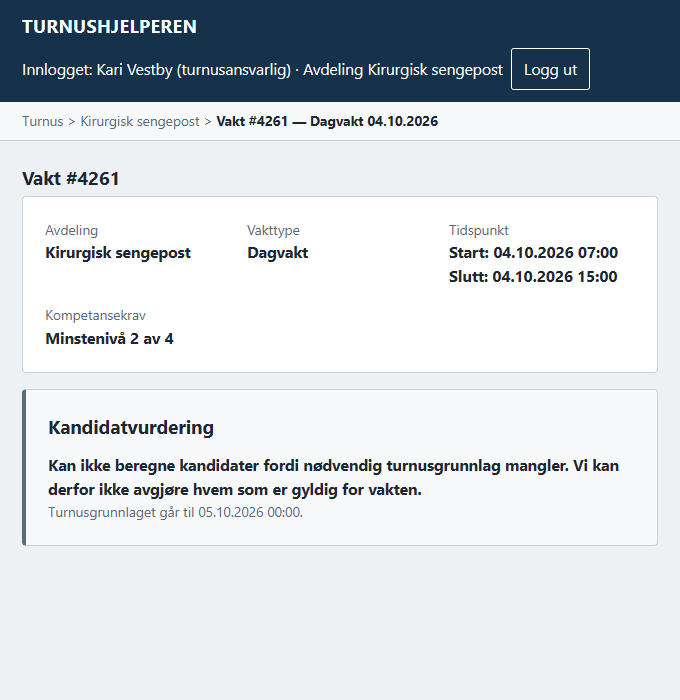 TURNUSHJELPEREN
Innlogget: Kari Vestby (turnusansvarlig) · Avdeling Kirurgisk sengepost
Logg ut
Turnus > Kirurgisk sengepost > Vakt #4261 — Dagvakt 04.10.2026
Vakt #4261
Avdeling
Kirurgisk sengepost
Vakttype
Dagvakt
Tidspunkt
Start: 04.10.2026 07:00
Slutt: 04.10.2026 15:00
Kompetansekrav
Minstenivå 2 av 4
Kandidatvurdering
Kan ikke beregne kandidater fordi nødvendig turnusgrunnlag mangler. Vi kan
derfor ikke avgjøre hvem som er gyldig for vakten.
Turnusgrunnlaget går til 05.10.2026 00:00.